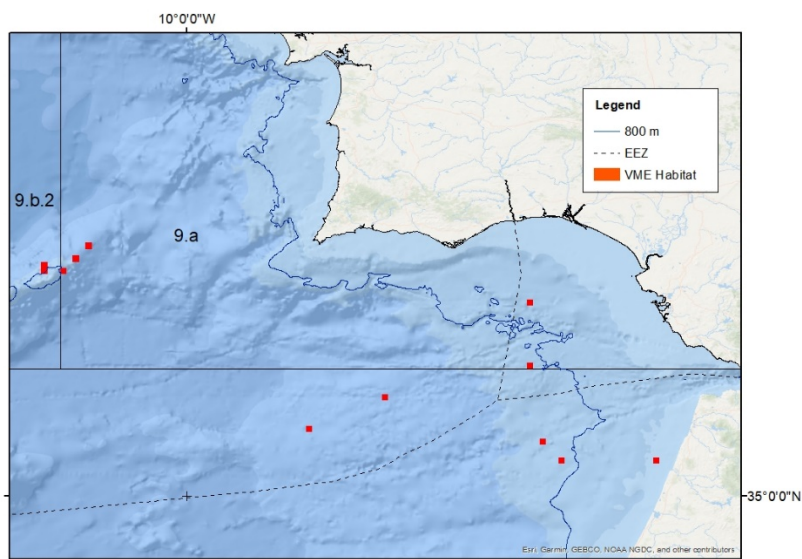 10°0'0"W
Legend
800 m
EEZ
VME Habitat
9.b.2
9.a
35°0'0"N
Esri, Garmin, GEBCO, NOAA NGDC, and other contributors